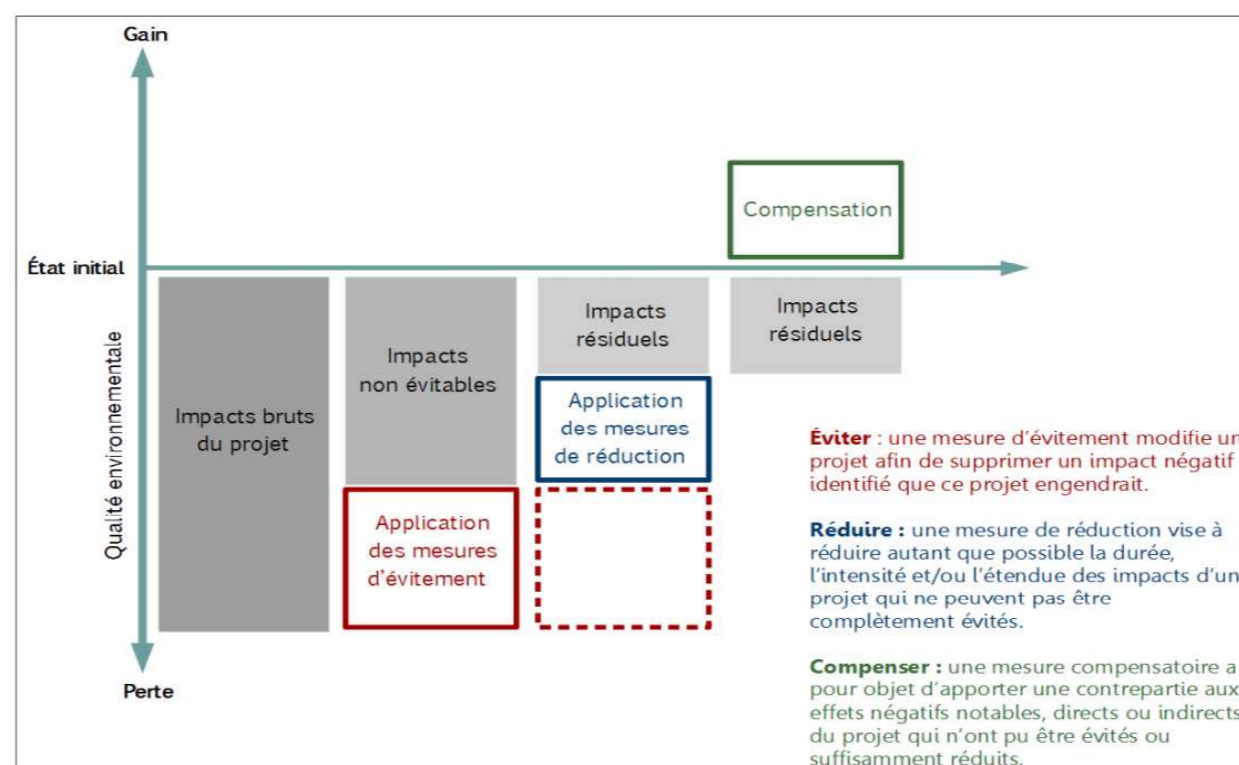 Gain
État initial
Qualité environnementale
Perte
Impacts bruts
du projet
Impacts
non évitables
Application
des mesures
d'évitement
Impacts
résiduels
Application
des mesures
de réduction
Compensation
Impacts
résiduels
Éviter : une mesure d'évitement modifie un
projet afin de supprimer un impact négatif
identifié que ce projet engendrait.
Réduire : une mesure de réduction vise à
réduire autant que possible la durée,
l'intensité et/ou l'étendue des impacts d'un
projet qui ne peuvent pas être
complètement évités.
Compenser : une mesure compensatoire a
pour objet d'apporter une contrepartie aux
effets négatifs notables, directs ou indirects
du projet qui n'ont pu être évités ou
suffisamment réduits.